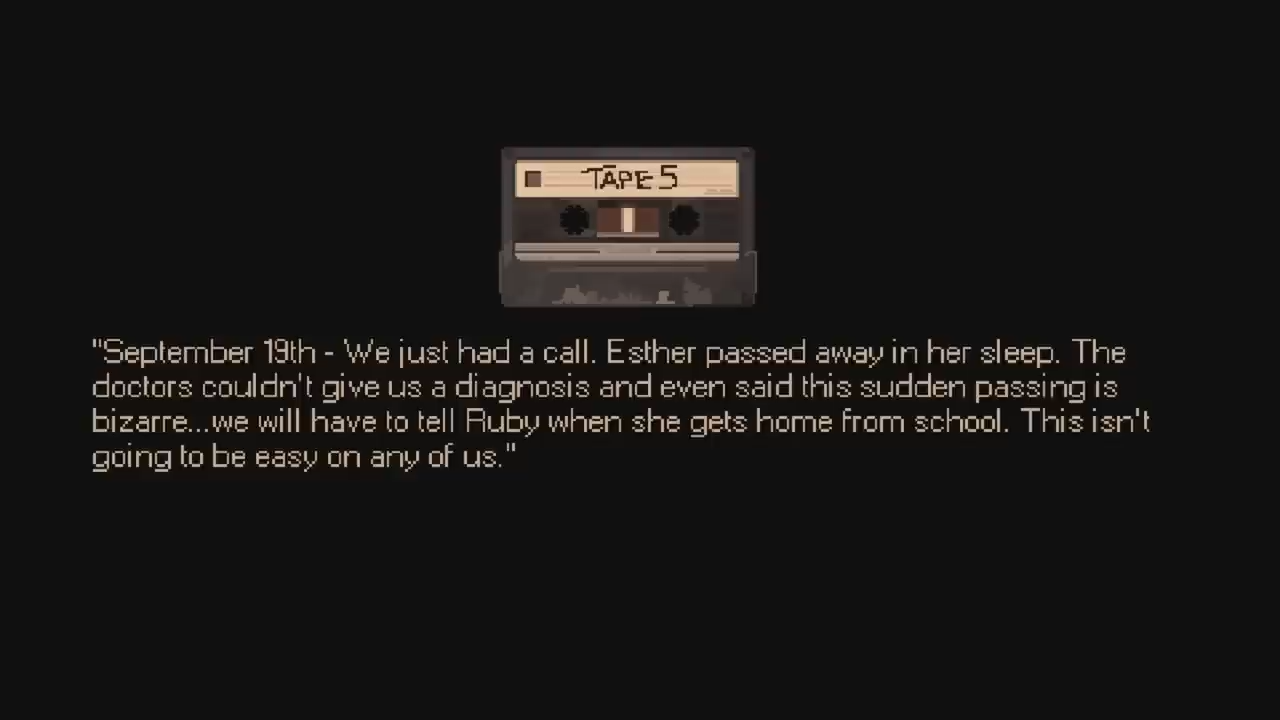 TAPE 5
"September 19th - We just had a call. Esther passed away in her sleep. The
doctors couldn't give us a diagnosis and even said this sudden passing is
bizarre...we will have to tell Ruby when she gets home from school. This isn't
going to be easy on any of us."